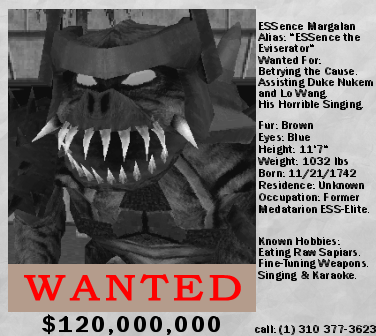 ESSence Margalan
Alias: "ESSence the
Eviserator"
Wanted For:
Betrying the Cause.
Assisting Duke Nukem
and Lo Wang.
His Horrible Singing.
Fur: Brown
Eyes: Blue
Height: 11'7"
Weight: 1032 lbs
Born: 11/21/1742
Residence: Unknown
Occupation: Former
Medatarion ESS-Elite.
Known Hobbies:
Eating Raw Sapiars.
Fine-Tuning Weapons.
Singing & Karaoke.
WANTED
$120,000,000
call: (1) 310 377-3623